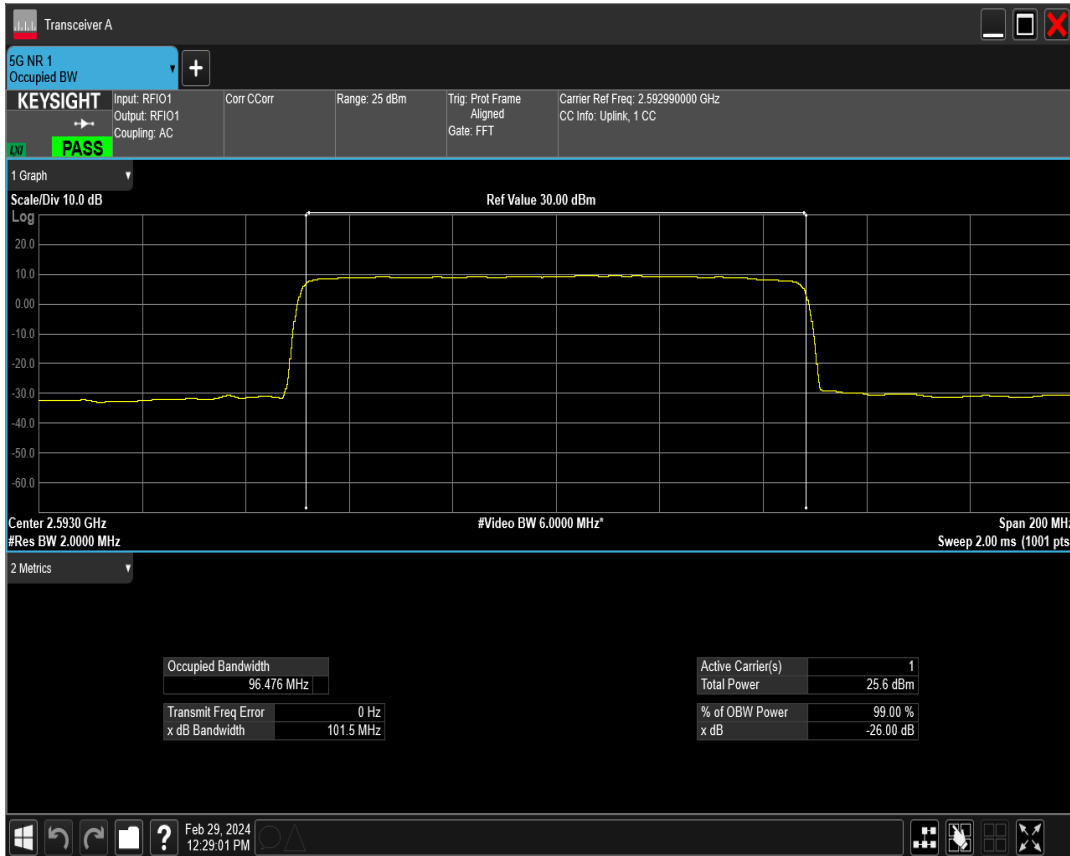 Transceiver A
5G NR 1
Occupied BW
KEYSIGHT
LXI
PASS
Input: RFIO1
Output: RFIO1
Coupling: AC
Corr CCorr
Range: 25 dBm
Trig: Prot Frame
Aligned
Gate: FFT
Carrier Ref Freq: 2.592990000 GHz
CC Info: Uplink, 1 CC
1 Graph
Scale/Div 10.0 dB
Ref Value 30.00 dBm
Log
20.0
10.0
0.00
-10.0
-20.0
-30.0
-40.0
-50.0
-60.0
Center 2.5930 GHz
#Video BW 6.0000 MHz*
Span 200 MHz
#Res BW 2.0000 MHz
Sweep 2.00 ms (1001 pts
2 Metrics
Occupied Bandwidth
96.476 MHz
Transmit Freq Error 0 Hz
x dB Bandwidth 101.5 MHz
Active Carrier(s) 1
Total Power 25.6 dBm
% of OBW Power 99.00 %
x dB -26.00 dB
?
Feb 29, 2024
12:29:01 PM